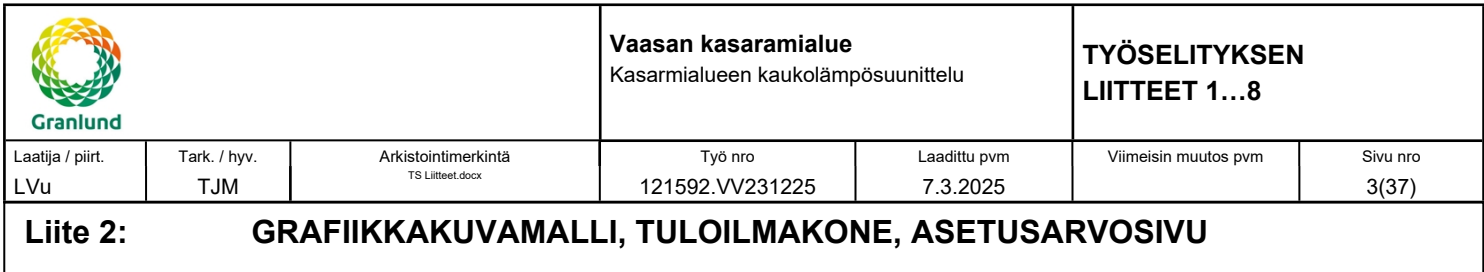 Granlund
Vaasan kasaramialue
Kasarmialueen kaukolämpösuunittelu
TYÖSELITYKSEN
LIITTEET 1…8
Laatija / piirt.
LVu
Tark. / hyv.
TJM
Arkistointimerkintä
TS Liitteet.docx
Työ nro
121592.VV231225
Laadittu pvm
7.3.2025
Viimeisin muutos pvm
Sivu nro
3(37)
Liite 2: GRAFIIKKAKUVAMALLI, TULOILMAKONE, ASETUSARVOSIVU